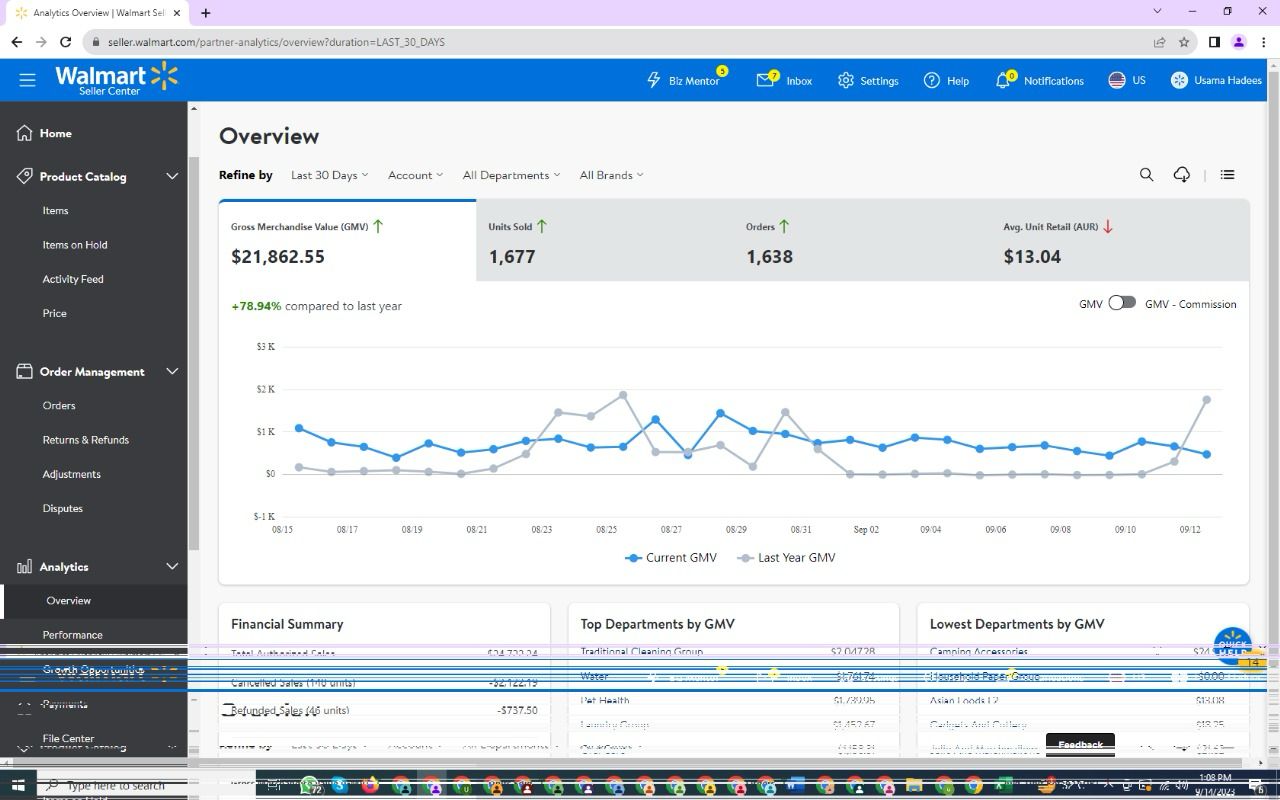 Analytics Overview | Walmart Sel
seller.walmart.com/partner-analytics/overview?duration=LAST_30_DAYS
Walmart
Seller Center
Biz Mentor 5
Inbox 7
Settings
Help
Notifications 0
US
Usama Hadees
Home
Product Catalog
Items
Items on Hold
Activity Feed
Price
Order Management
Orders
Returns & Refunds
Adjustments
Disputes
Analytics
Overview
Performance
Growth Opportunities
Payments
File Center
Overview
Refine by Last 30 Days Account All Departments All Brands
Gross Merchandise Value (GMV) Units Sold Orders Avg. Unit Retail (AUR)
$21,862.55 1,677 1,638 $13.04
+78.94% compared to last year
GMV GMV - Commission
$3 K
$2 K
$1 K
$0
$-1 K
08/15 08/17 08/19 08/21 08/23 08/25 08/27 08/29 08/31 Sep 02 09/04 09/06 09/08 09/10 09/12
Current GMV Last Year GMV
Financial Summary
Total Authorized Sales
Cancelled Sales (140 units) -$2,122.19
Refunded Sales (46 units) -$737.50
Top Departments by GMV
Traditional Cleaning Group $2,047.28
Water $1,761.74
Pet Health $1,739.95
Laundry Group $1,452.67
Lowest Departments by GMV
Camping Accessories
Household Paper Group $0.00
Asian Foods $13.08
Gadgets And Cutlery $18.25
QUICK HELP
14
Feedback
Type here to search
32°C
1:08 PM
9/14/2023